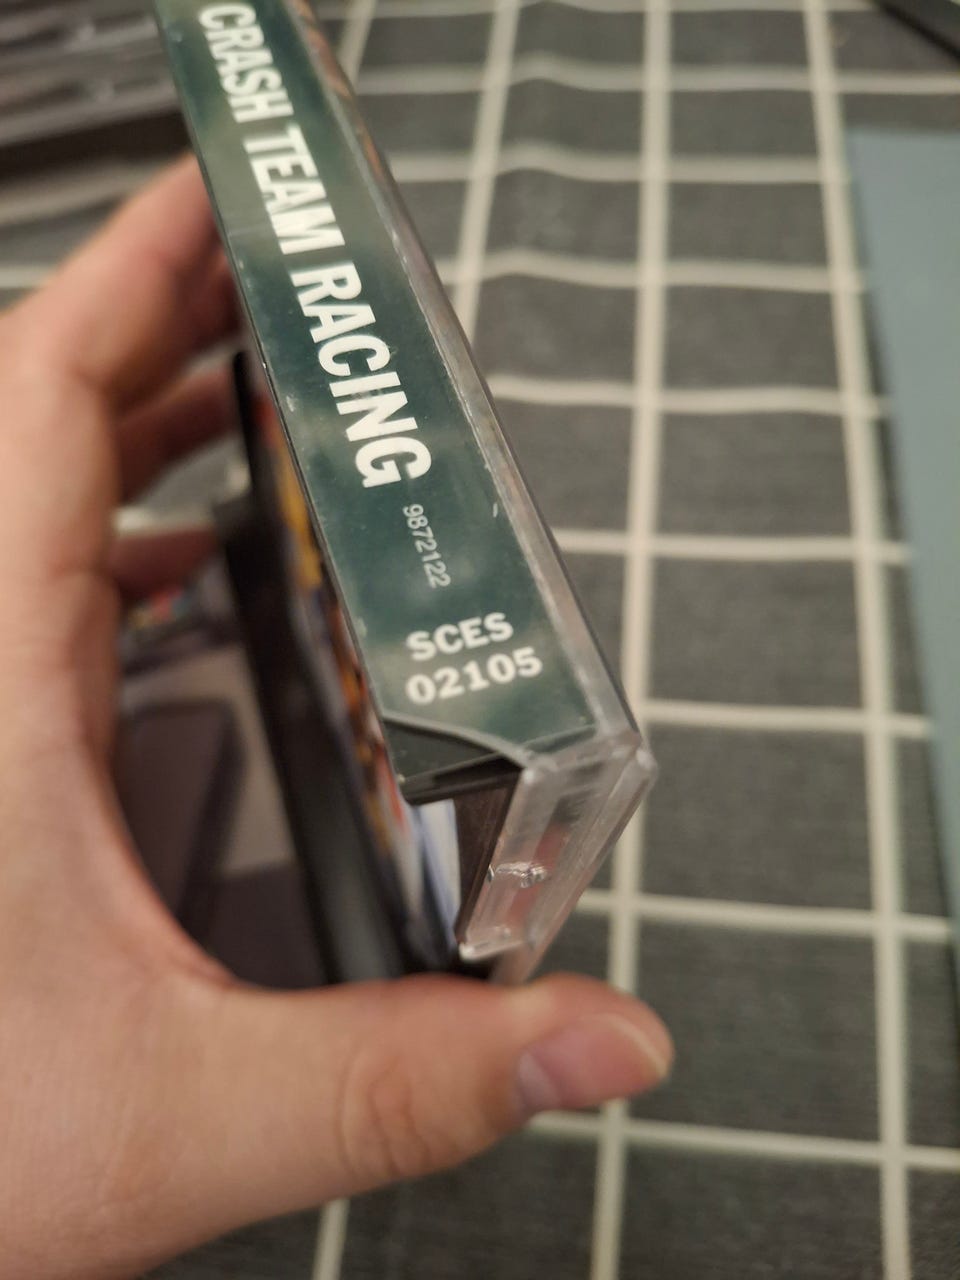 CRASH TEAM RACING
9872122
SCES
02105